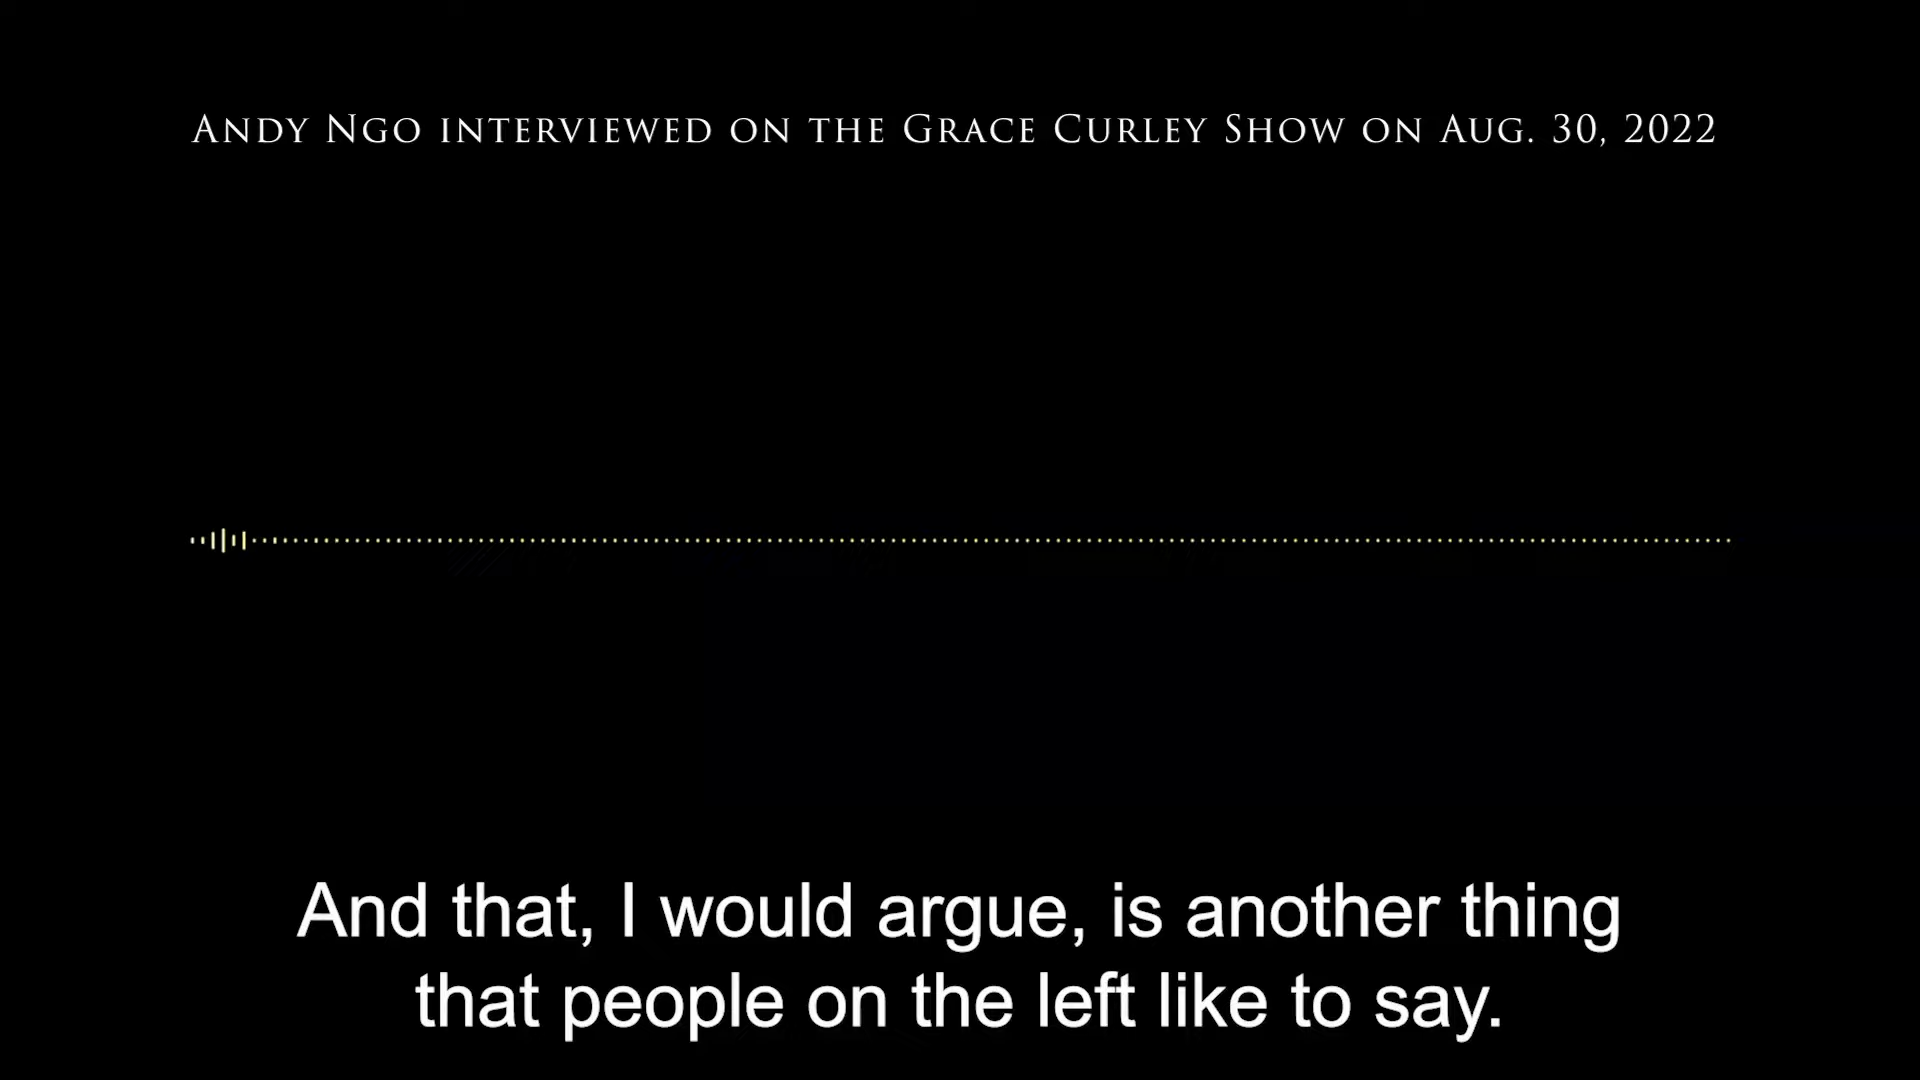 Andy Ngo interviewed on the Grace Curley Show on Aug. 30, 2022
And that, I would argue, is another thing
that people on the left like to say.